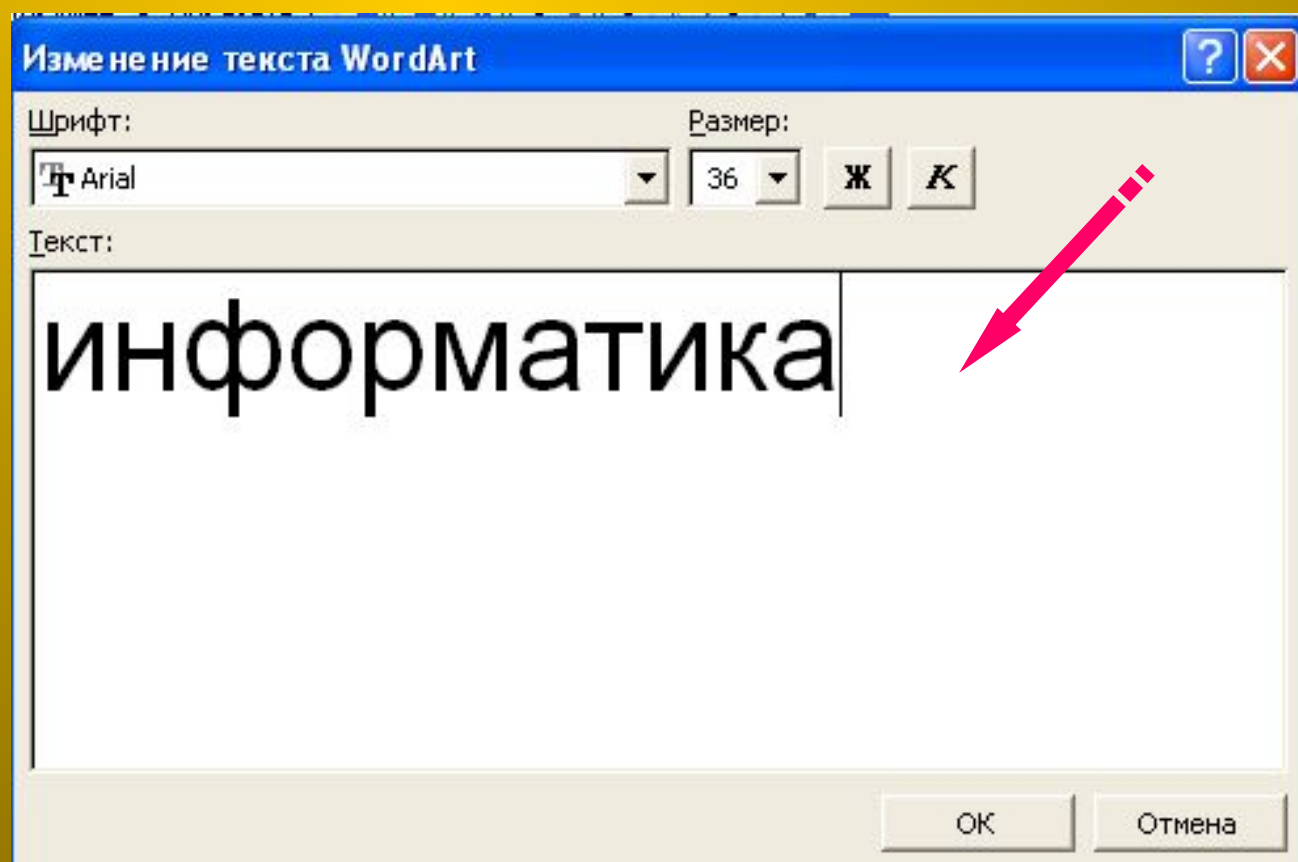 Изменение текста WordArt
Шрифт:
Размер:
Arial
36
Ж
К
Текст:
информатика
ОК
Отмена